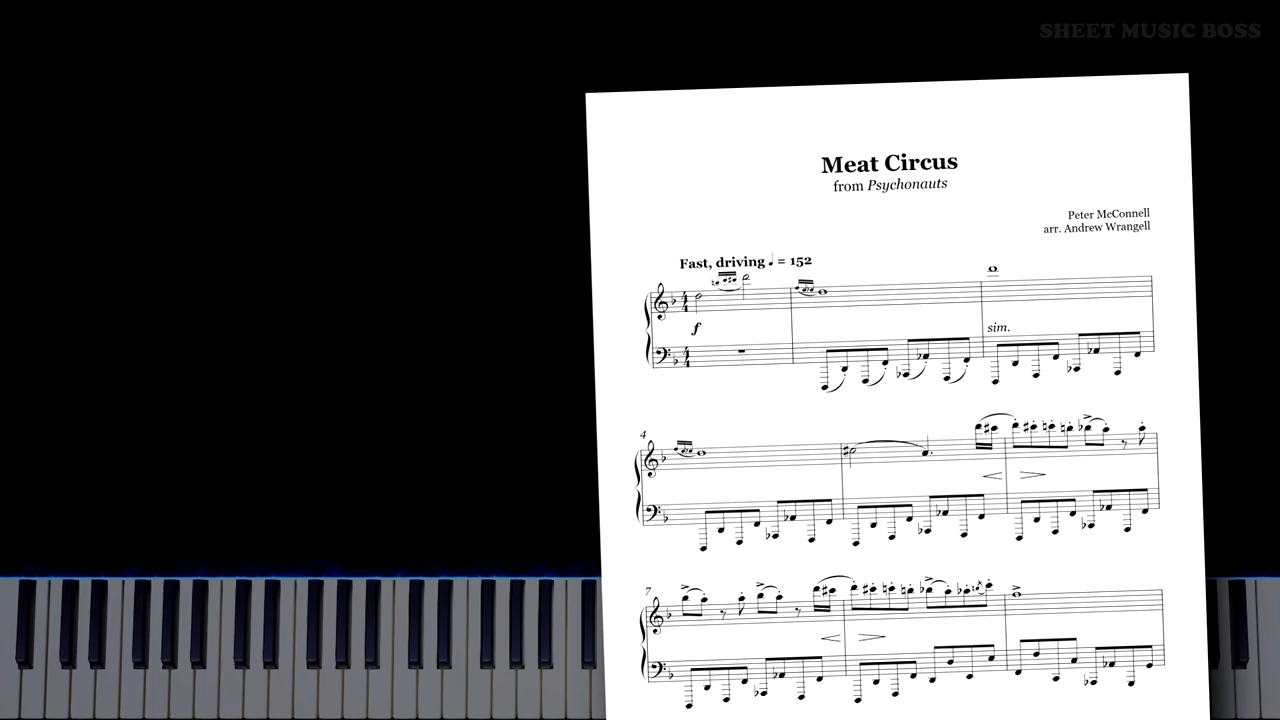 SHEET MUSIC BOSS
Meat Circus
from Psychonauts
Peter McConnell
arr. Andrew Wrangell
Fast, driving ♩ = 152
f
sim.
4
7